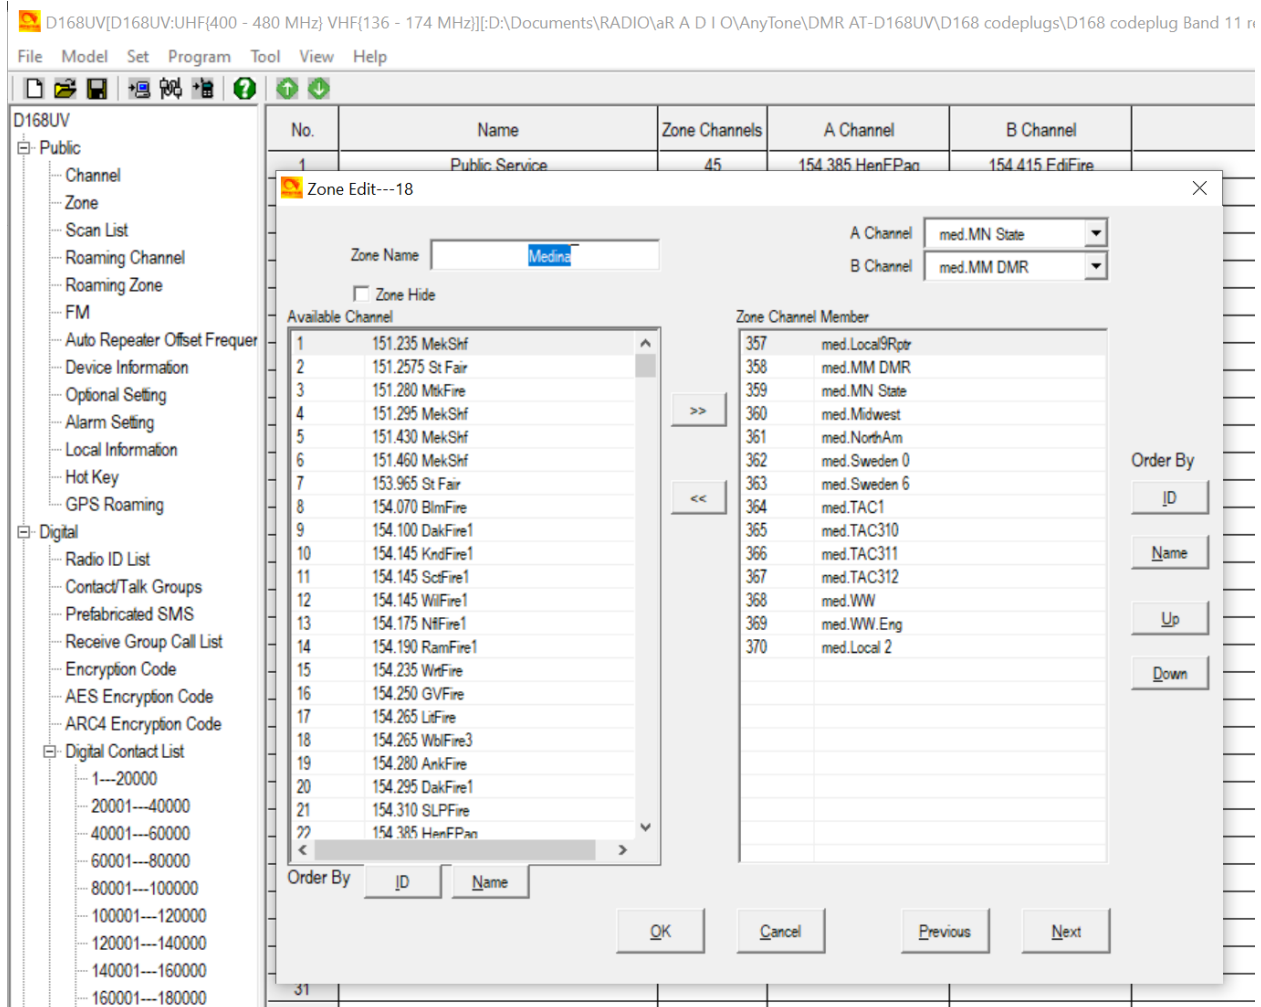 D168UV[D168UV:UHF{400 - 480 MHz} VHF{136 - 174 MHz}][:D:\Documents\RADIO\aR A D I O\AnyTone\DMR AT-D168UV\D168 codeplugs\D168 codeplug Band 11 re
File Model Set Program Tool View Help
D168UV
Public
Channel
Zone
Scan List
Roaming Channel
Roaming Zone
FM
Auto Repeater Offset Frequer
Device Information
Optional Setting
Alarm Setting
Local Information
Hot Key
GPS Roaming
Digital
Radio ID List
Contact/Talk Groups
Prefabricated SMS
Receive Group Call List
Encryption Code
AES Encryption Code
ARC4 Encryption Code
Digital Contact List
1---20000
20001---40000
40001---60000
60001---80000
80001---100000
100001---120000
120001---140000
140001---160000
160001---180000
No. Name Zone Channels A Channel B Channel
1 Public Service 45 154.385 HenFPag 154.415 EdiFire
Zone Edit---18
Zone Name Medina
Zone Hide
A Channel med.MN State
B Channel med.MM DMR
Available Channel
1 151.235 MekShf
2 151.2575 St Fair
3 151.280 MtkFire
4 151.295 MekShf
5 151.430 MekShf
6 151.460 MekShf
7 153.965 St Fair
8 154.070 BlmFire
9 154.100 DakFire1
10 154.145 KndFire1
11 154.145 SctFire1
12 154.145 WilFire1
13 154.175 NflFire1
14 154.190 RamFire1
15 154.235 WrtFire
16 154.250 GVFire
17 154.265 LitFire
18 154.265 WblFire3
19 154.280 AnkFire
20 154.295 DakFire1
21 154.310 SLPFire
22 154.385 HenFPag
Order By ID Name
>>
<<
Zone Channel Member
357 med.Local9Rptr
358 med.MM DMR
359 med.MN State
360 med.Midwest
361 med.NorthAm
362 med.Sweden 0
363 med.Sweden 6
364 med.TAC1
365 med.TAC310
366 med.TAC311
367 med.TAC312
368 med.WW
369 med.WW.Eng
370 med.Local 2
Order By
ID
Name
Up
Down
OK Cancel Previous Next
31